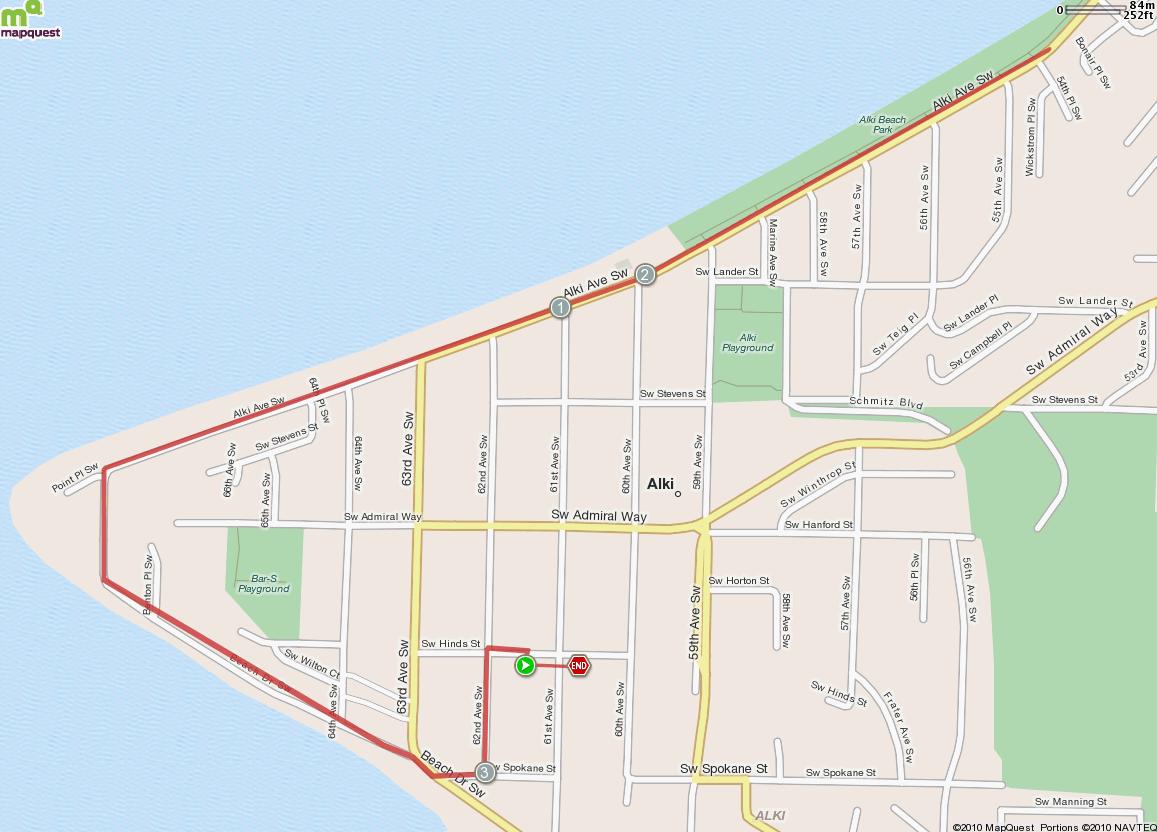 mapquest
0
84m
252ft
Bonair Pl Sw
54th Pl Sw
Alki Ave Sw
Wickstrom Pl Sw
Alki Beach
Park
55th Ave Sw
56th Ave Sw
57th Ave Sw
58th Ave Sw
Marine Ave Sw
Sw Lander St
Alki Ave Sw
1
2
Sw Lander Pl
Sw Lander St
Sw Teig Pl
Sw Campbell Pl
Sw Admiral Way
53rd Ave Sw
Alki
Playground
Sw Stevens St
Schmitz Blvd
Sw Stevens St
64th Pl Sw
Alki Ave Sw
Sw Stevens St
66th Ave Sw
65th Ave Sw
64th Ave Sw
63rd Ave Sw
62nd Ave Sw
61st Ave Sw
60th Ave Sw
59th Ave Sw
Point Pl Sw
Alki
Sw Winthrop St
Sw Admiral Way
Sw Admiral Way
Sw Hanford St
Benton Pl Sw
Bar-S
Playground
Sw Horton St
58th Ave Sw
57th Ave Sw
56th Pl Sw
56th Ave Sw
59th Ave Sw
Sw Hinds St
END
Sw Wilton Ct
Beach Dr Sw
64th Ave Sw
63rd Ave Sw
62nd Ave Sw
61st Ave Sw
60th Ave Sw
Sw Hinds St
Frater Ave Sw
Beach Dr Sw
3
w Spokane St
Sw Spokane St
Sw Spokane St
Sw Manning St
ALKI
©2010 MapQuest Portions ©2010 NAVTEQ